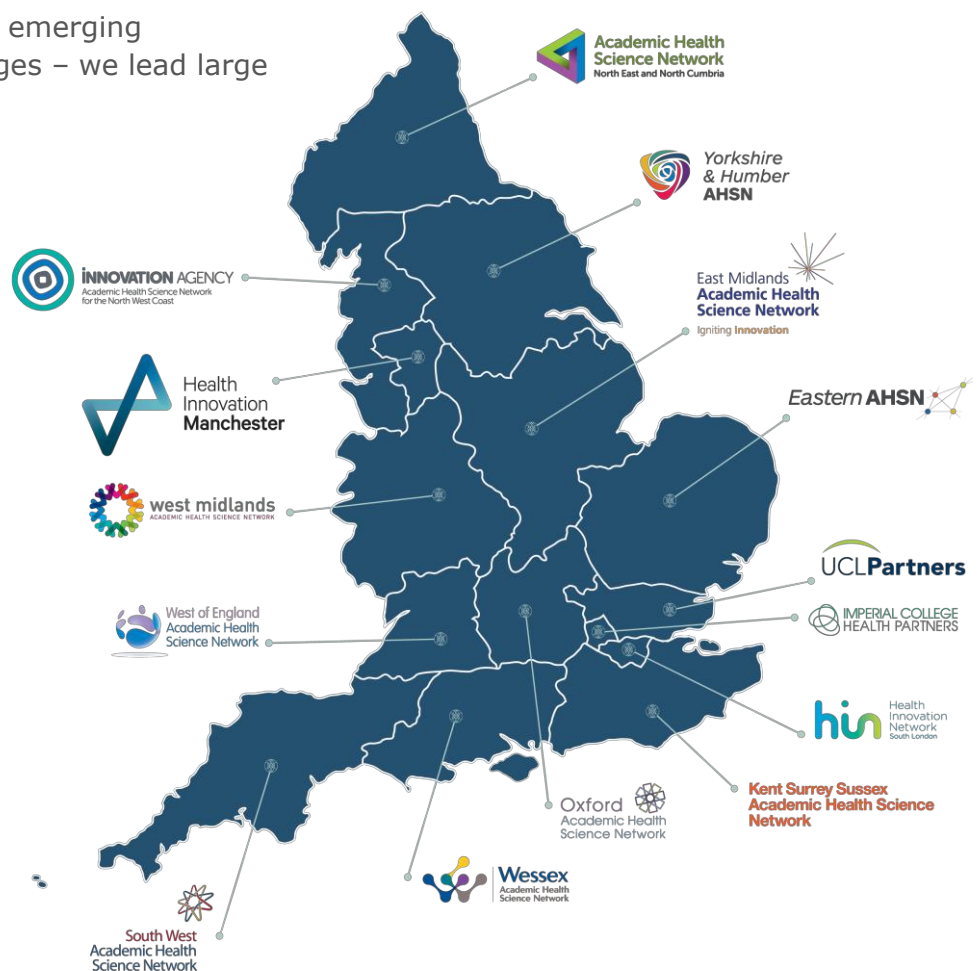 emerging
ges – we lead large
Academic Health
Science Network
North East and North Cumbria
Yorkshire
& Humber
AHSN
iNNOVATION AGENCY
Academic Health Science Network
for the North West Coast
East Midlands
Academic Health
Science Network
Igniting Innovation
Health
Innovation
Manchester
Eastern AHSN
west midlands
ACADEMIC HEALTH SCIENCE NETWORK
UCLPartners
West of England
Academic Health
Science Network
IMPERIAL COLLEGE
HEALTH PARTNERS
hin
Health
Innovation
Network
South London
Kent Surrey Sussex
Academic Health Science
Network
Oxford
Academic Health
Science Network
Wessex
Academic Health
Science Network
South West
Academic Health
Science Network